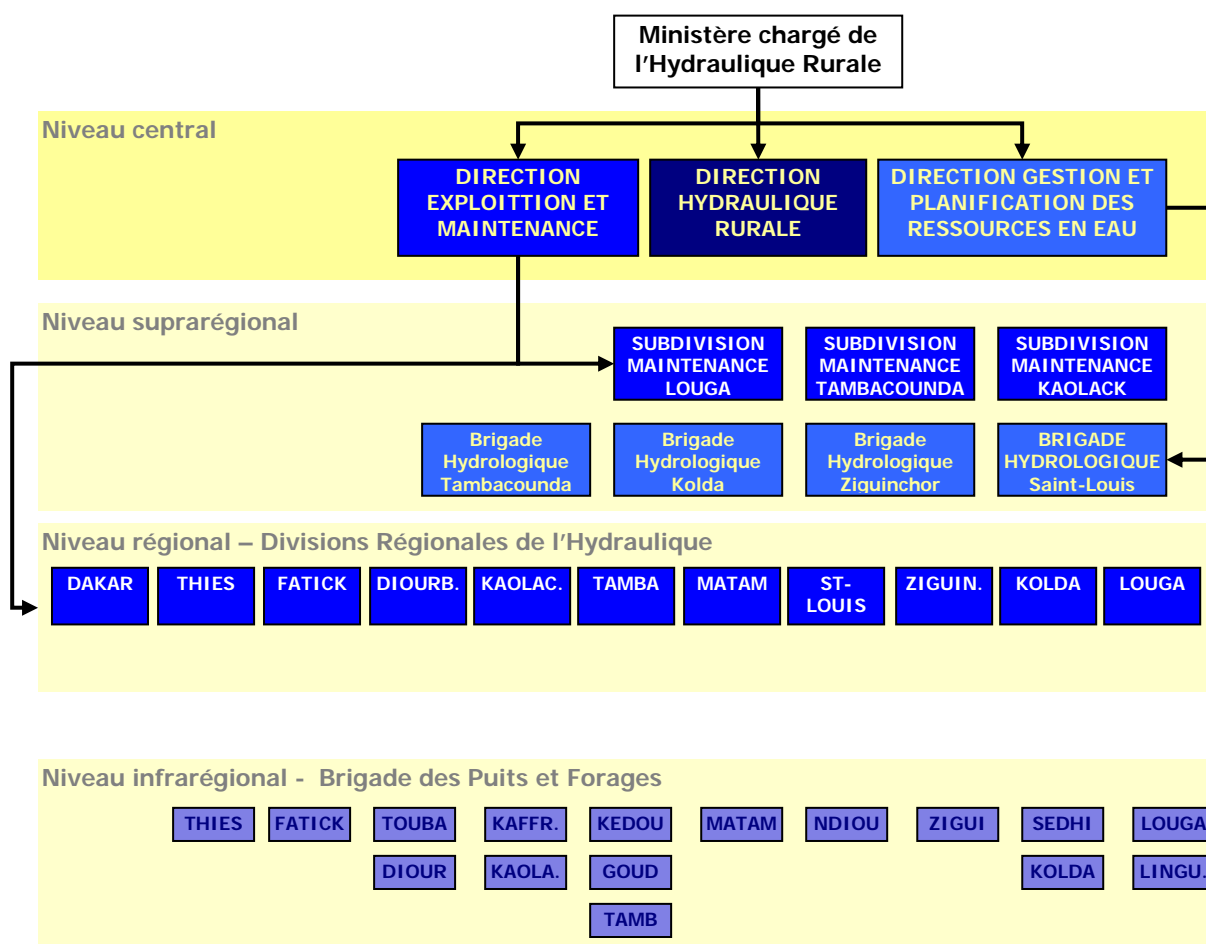 Ministère chargé de
l'Hydraulique Rurale
Niveau central
DIRECTION
EXPLOITTION ET
MAINTENANCE
DIRECTION
HYDRAULIQUE
RURALE
DIRECTION GESTION ET
PLANIFICATION DES
RESSOURCES EN EAU
Niveau suprarégional
SUBDIVISION
MAINTENANCE
LOUGA
SUBDIVISION
MAINTENANCE
TAMBACOUNDA
SUBDIVISION
MAINTENANCE
KAOLACK
Brigade
Hydrologique
Tambacounda
Brigade
Hydrologique
Kolda
Brigade
Hydrologique
Ziguinchor
BRIGADE
HYDROLOGIQUE
Saint-Louis
Niveau régional – Divisions Régionales de l'Hydraulique
DAKAR
THIES
FATICK
DIOURB.
KAOLAC.
TAMBA
MATAM
ST-
LOUIS
ZIGUIN.
KOLDA
LOUGA
Niveau infrarégional - Brigade des Puits et Forages
THIES
FATICK
TOUBA
KAFFR.
KEDOU
MATAM
NDIOU
ZIGUI
SEDHI
LOUGA
DIOUR
KAOLA.
GOUD
KOLDA
LINGU.
TAMB